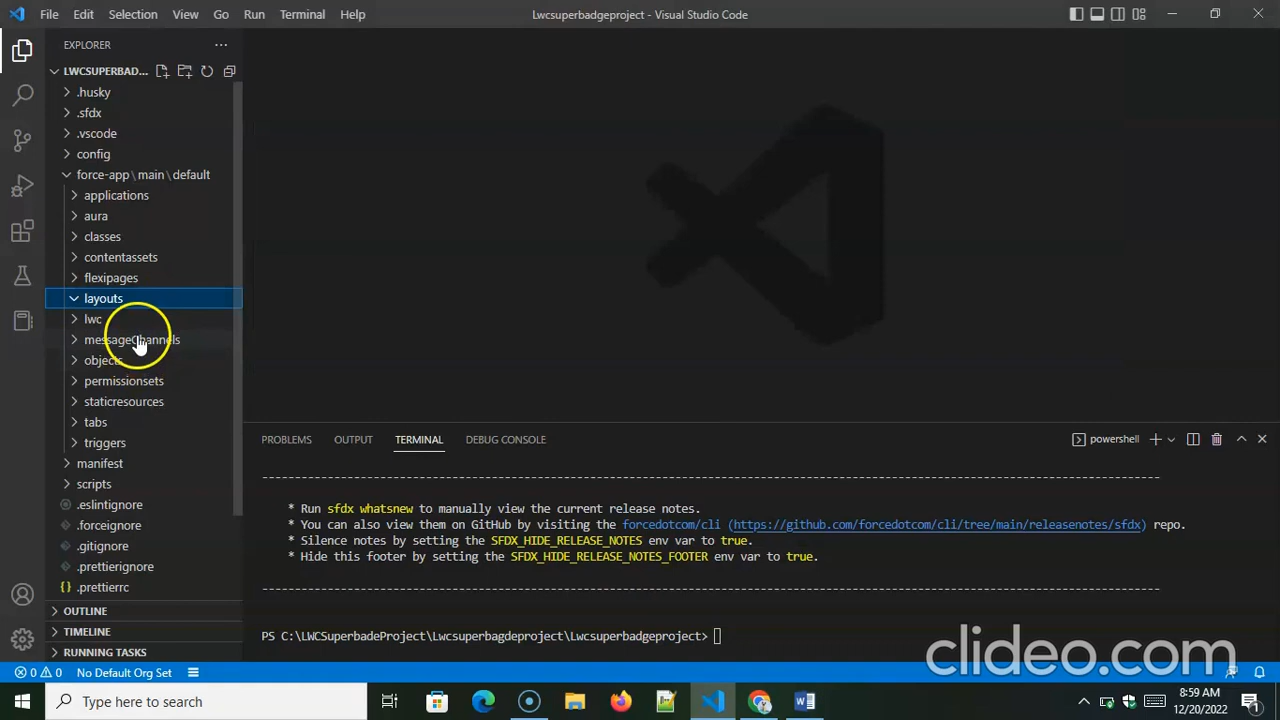 File Edit Selection View Go Run Terminal Help Lwcsuperbadgeproject - Visual Studio Code
EXPLORER ...
LWCSUPERBAD...
.husky
.sfdx
.vscode
config
force-app\main\default
applications
aura
classes
contentassets
flexipages
layouts
lwc
messageChannels
objects
permissionsets
staticresources
tabs
triggers
manifest
scripts
.eslintignore
.forceignore
.gitignore
.prettierignore
{} .prettierrc
OUTLINE
TIMELINE
RUNNING TASKS
PROBLEMS OUTPUT TERMINAL DEBUG CONSOLE powershell
* Run sfdx whatsnew to manually view the current release notes.
* You can also view them on GitHub by visiting the forcedotcom/cli (https://github.com/forcedotcom/cli/tree/main/releasenotes/sfdx) repo.
* Silence notes by setting the SFDX_HIDE_RELEASE_NOTES env var to true.
* Hide this footer by setting the SFDX_HIDE_RELEASE_NOTES_FOOTER env var to true.
PS C:\LWCSuperbadeProject\Lwcsuperbagdeproject\Lwcsuperbadgeproject>
clideo.com
0 0 No Default Org Set
Type here to search
8:59 AM
12/20/2022
1